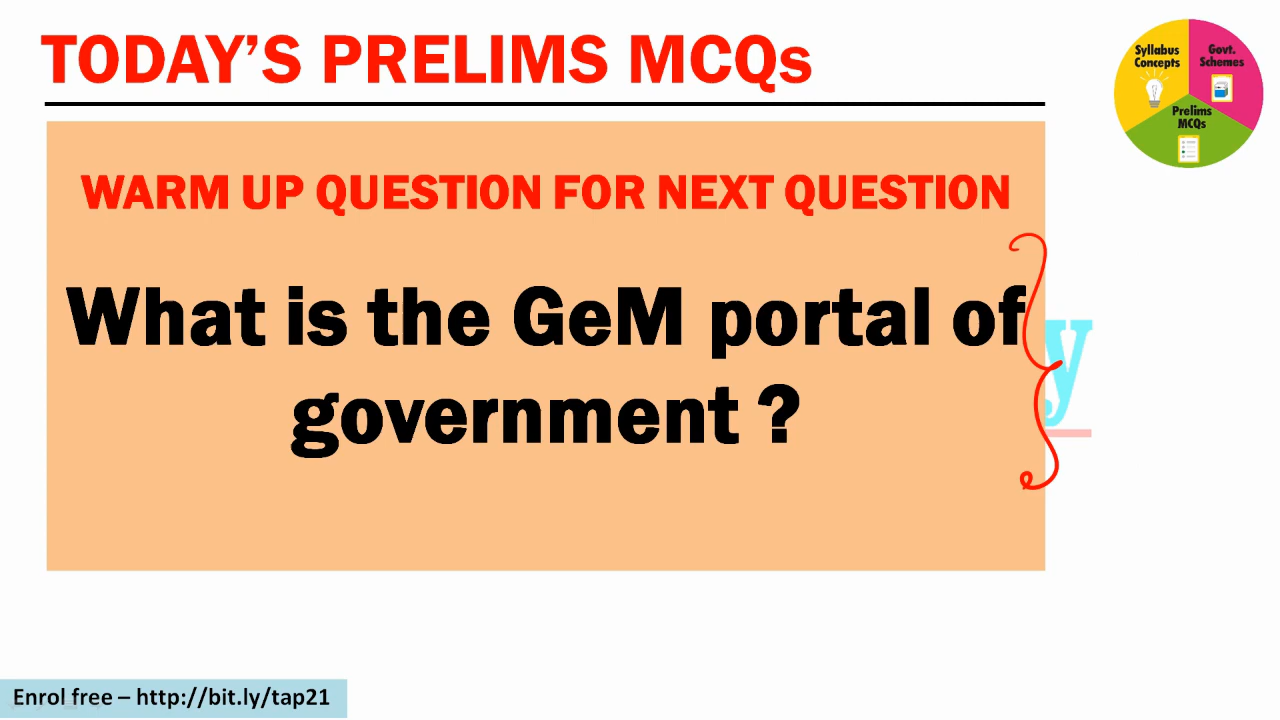 TODAY’S PRELIMS MCQs
Syllabus
Concepts
Govt.
Schemes
Prelims
MCQs
WARM UP QUESTION FOR NEXT QUESTION
What is the GeM portal of
government ?
y
Enrol free – http://bit.ly/tap21